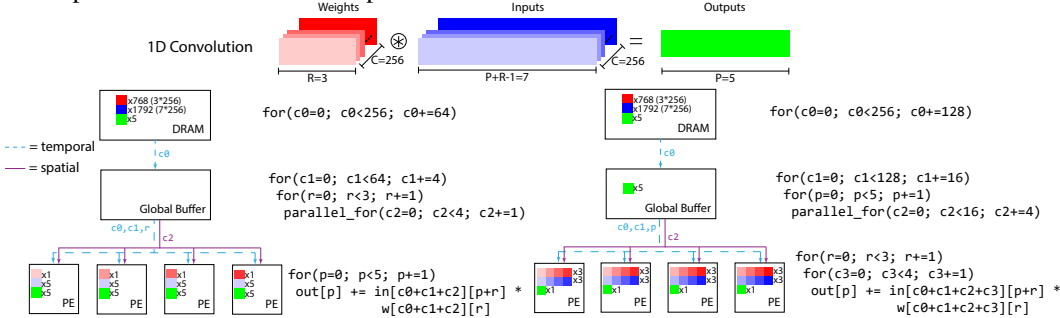 Weights Inputs Outputs
1D Convolution
C=256 C=256
R=3 P+R-1=7 P=5
x768 (3*256)
x1792 (7*256)
x5
DRAM
for(c0=0; c0<256; c0+=64)
= temporal
= spatial
c0
Global Buffer
for(c1=0; c1<64; c1+=4)
for(r=0; r<3; r+=1)
parallel_for(c2=0; c2<4; c2+=1)
c0,c1,r
c2
x1 x1 x1 x1
x5 x5 x5 x5
x5 x5 x5 x5
PE PE PE PE
for(p=0; p<5; p+=1)
out[p] += in[c0+c1+c2][p+r] *
w[c0+c1+c2][r]
x768 (3*256)
x1792 (7*256)
x5
DRAM
for(c0=0; c0<256; c0+=128)
c0
x5
Global Buffer
for(c1=0; c1<128; c1+=16)
for(p=0; p<5; p+=1)
parallel_for(c2=0; c2<16; c2+=4)
c0,c1,p
c2
x3 x3 x3 x3
x3 x3 x3 x3
x1 x1 x1 x1
PE PE PE PE
for(r=0; r<3; r+=1)
for(c3=0; c3<4; c3+=1)
out[p] += in[c0+c1+c2+c3][p+r] *
w[c0+c1+c2+c3][r]